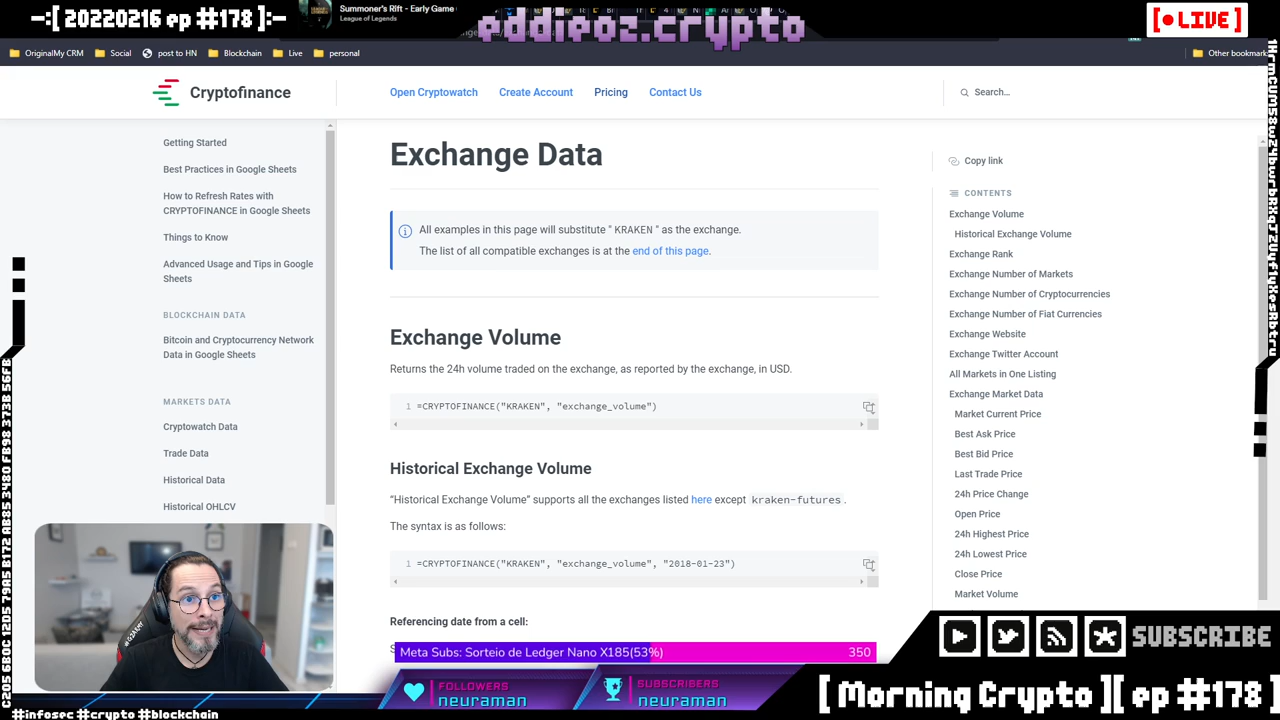 -:[ 20220216 ep #178 ]:-
Summoner's Rift - Early Game
League of Legends
eddieoz.crypto
[ • LIVE ]
OriginalMy CRM
Social
post to HN
Blockchain
Live
personal
Other bookmark
Cryptofinance
Open Cryptowatch
Create Account
Pricing
Contact Us
Search…
Getting Started
Best Practices in Google Sheets
How to Refresh Rates with
CRYPTOFINANCE in Google Sheets
Things to Know
Advanced Usage and Tips in Google
Sheets
BLOCKCHAIN DATA
Bitcoin and Cryptocurrency Network
Data in Google Sheets
MARKETS DATA
Cryptowatch Data
Trade Data
Historical Data
Historical OHLCV
Exchange Data
All examples in this page will substitute " KRAKEN " as the exchange.
The list of all compatible exchanges is at the end of this page.
Exchange Volume
Returns the 24h volume traded on the exchange, as reported by the exchange, in USD.
1 =CRYPTOFINANCE("KRAKEN", "exchange_volume")
Historical Exchange Volume
“Historical Exchange Volume” supports all the exchanges listed here except kraken-futures .
The syntax is as follows:
1 =CRYPTOFINANCE("KRAKEN", "exchange_volume", "2018-01-23")
Referencing date from a cell:
Copy link
CONTENTS
Exchange Volume
Historical Exchange Volume
Exchange Rank
Exchange Number of Markets
Exchange Number of Cryptocurrencies
Exchange Number of Fiat Currencies
Exchange Website
Exchange Twitter Account
All Markets in One Listing
Exchange Market Data
Market Current Price
Best Ask Price
Best Bid Price
Last Trade Price
24h Price Change
Open Price
24h Highest Price
24h Lowest Price
Close Price
Market Volume
Meta Subs: Sorteio de Ledger Nano X185(53%)
350
FOLLOWERS
neuraman
SUBSCRIBERS
neuraman
SUBSCRIBE
[ Morning Crypto ][ ep #178 ]
#infosec #crypto #blockchain